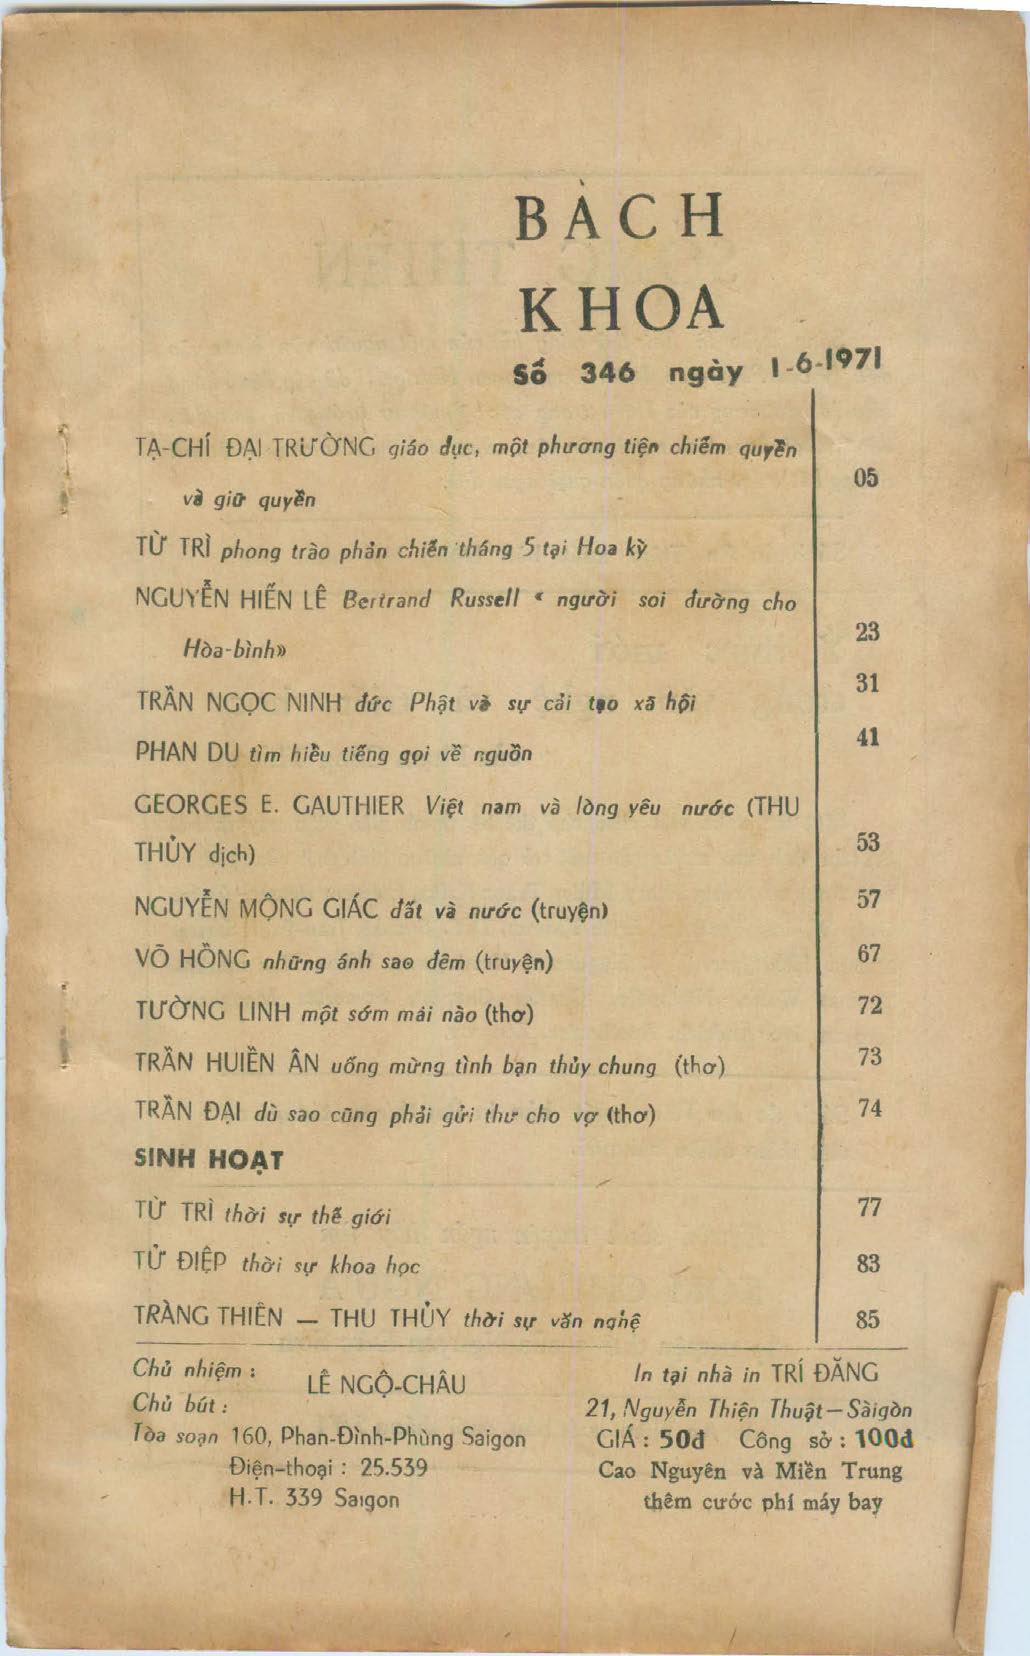 BÁCH
KHOA
Số 346 ngày 1-6-1971
TẠ-CHÍ ĐẠI TRƯỜNG giáo dục, một phương tiện chiếm quyền
và giữ quyền 05
TỪ TRÌ phong trào phản chiến tháng 5 tại Hoa kỳ
NGUYỄN HIẾN LÊ Bertrand Russell « người soi đường cho
Hòa-bình» 23
TRẦN NGỌC NINH đức Phật và sự cải tạo xã hội 31
PHAN DU tìm hiểu tiếng gọi về nguồn 41
GEORGES E. GAUTHIER Việt nam và lòng yêu nước (THU
THỦY dịch) 53
NGUYỄN MỘNG GIÁC đất và nước (truyện) 57
VÕ HỒNG những ánh sao đêm (truyện) 67
TƯỜNG LINH một sớm mải nào (thơ) 72
TRẦN HUIỀN ÂN uống mừng tình bạn thủy chung (thơ) 73
TRẦN ĐẠI dù sao cũng phải gửi thư cho vợ (thơ) 74
SINH HOẠT
TỪ TRÌ thời sự thế giới 77
TỬ ĐIỆP thời sự khoa học 83
TRÀNG THIÊN — THU THỦY thời sự văn nghệ 85
Chủ nhiệm :
LÊ NGỘ-CHÂU
Chủ bút :
Tòa soạn 160, Phan-Đình-Phùng Saigon
Điện-thoại : 25.539
H.T. 339 Saigon
In tại nhà in TRÍ ĐĂNG
21, Nguyễn Thiện Thuật—Sàigòn
GIÁ : 50đ Công sở : 100đ
Cao Nguyên và Miền Trung
thêm cước phí máy bay